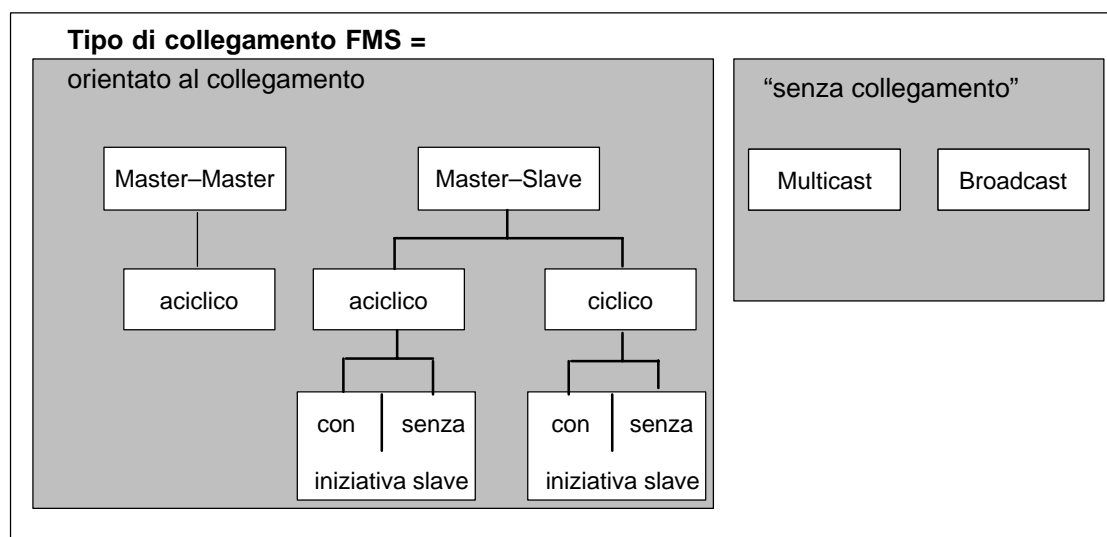 Tipo di collegamento FMS =
orientato al collegamento
“senza collegamento”
Master–Master
Master–Slave
Multicast
Broadcast
aciclico
aciclico
ciclico
con senza
iniziativa slave
con senza
iniziativa slave